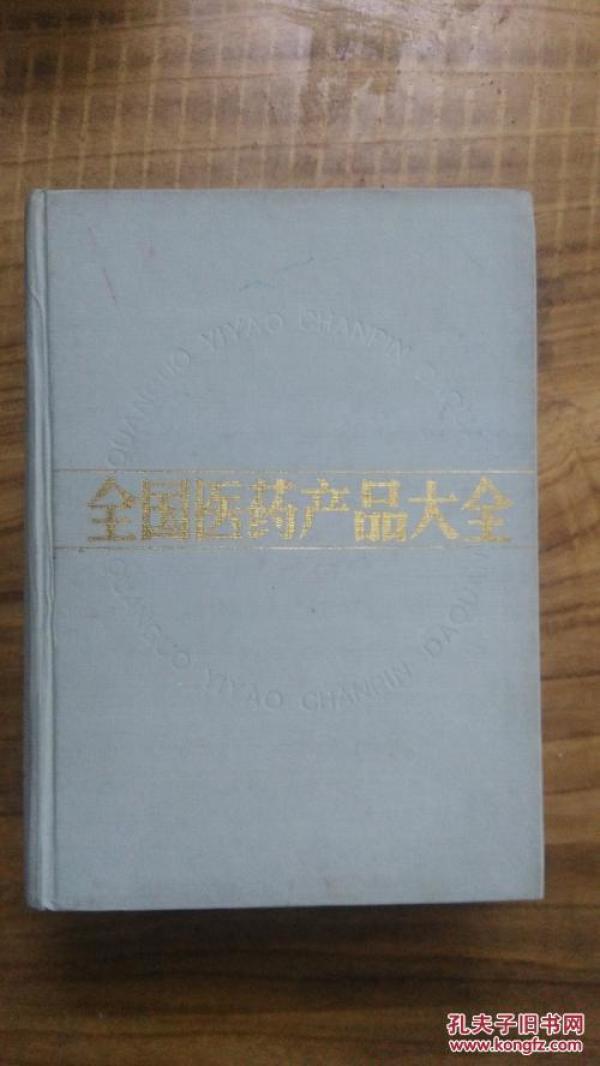 QUANGUO YIYAO CHANPIN DAQUAN
全国医药产品大全
QUANGUO YIYAO CHANPIN DAQUAN
孔夫子旧书网
www.kongfz.com